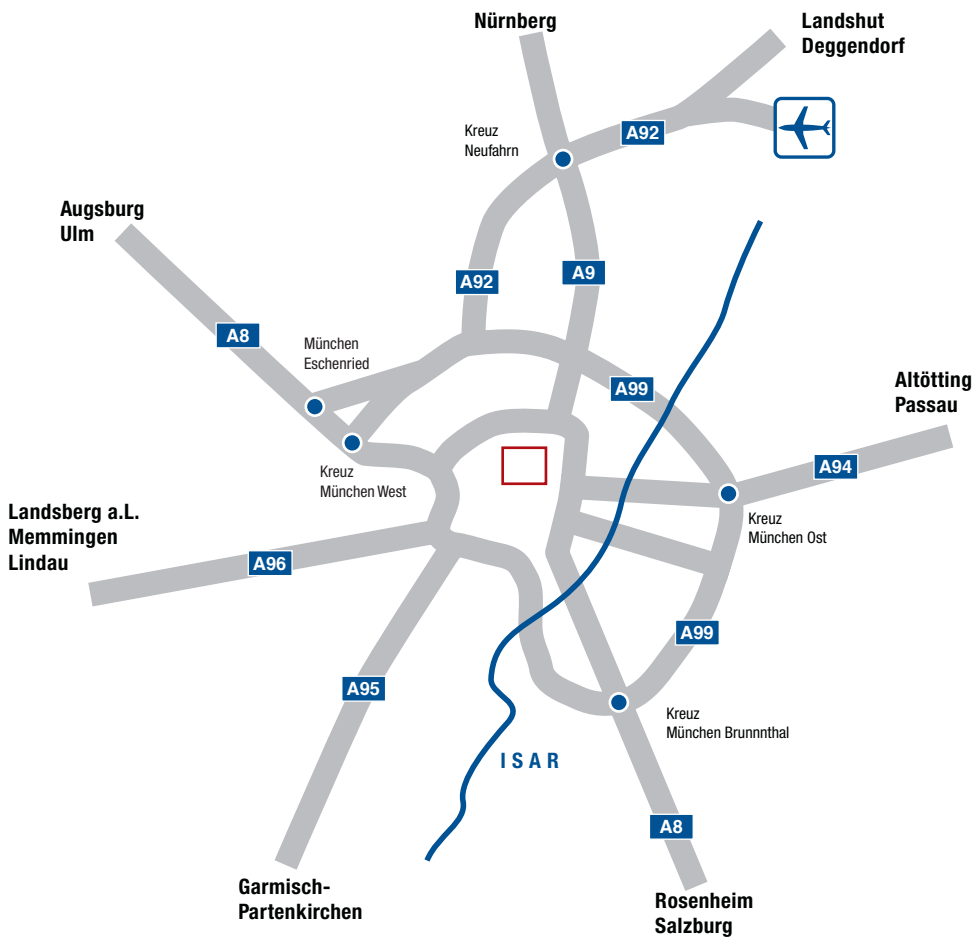 Nürnberg
Landshut
Deggendorf
Kreuz
Neufahrn
A92
Augsburg
Ulm
A92
A9
A8
München
Eschenried
A99
Altötting
Passau
A94
Kreuz
München West
Kreuz
München Ost
Landsberg a.L.
Memmingen
Lindau
A96
A99
A95
Kreuz
München Brunnnthal
ISAR
A8
Garmisch-
Partenkirchen
Rosenheim
Salzburg